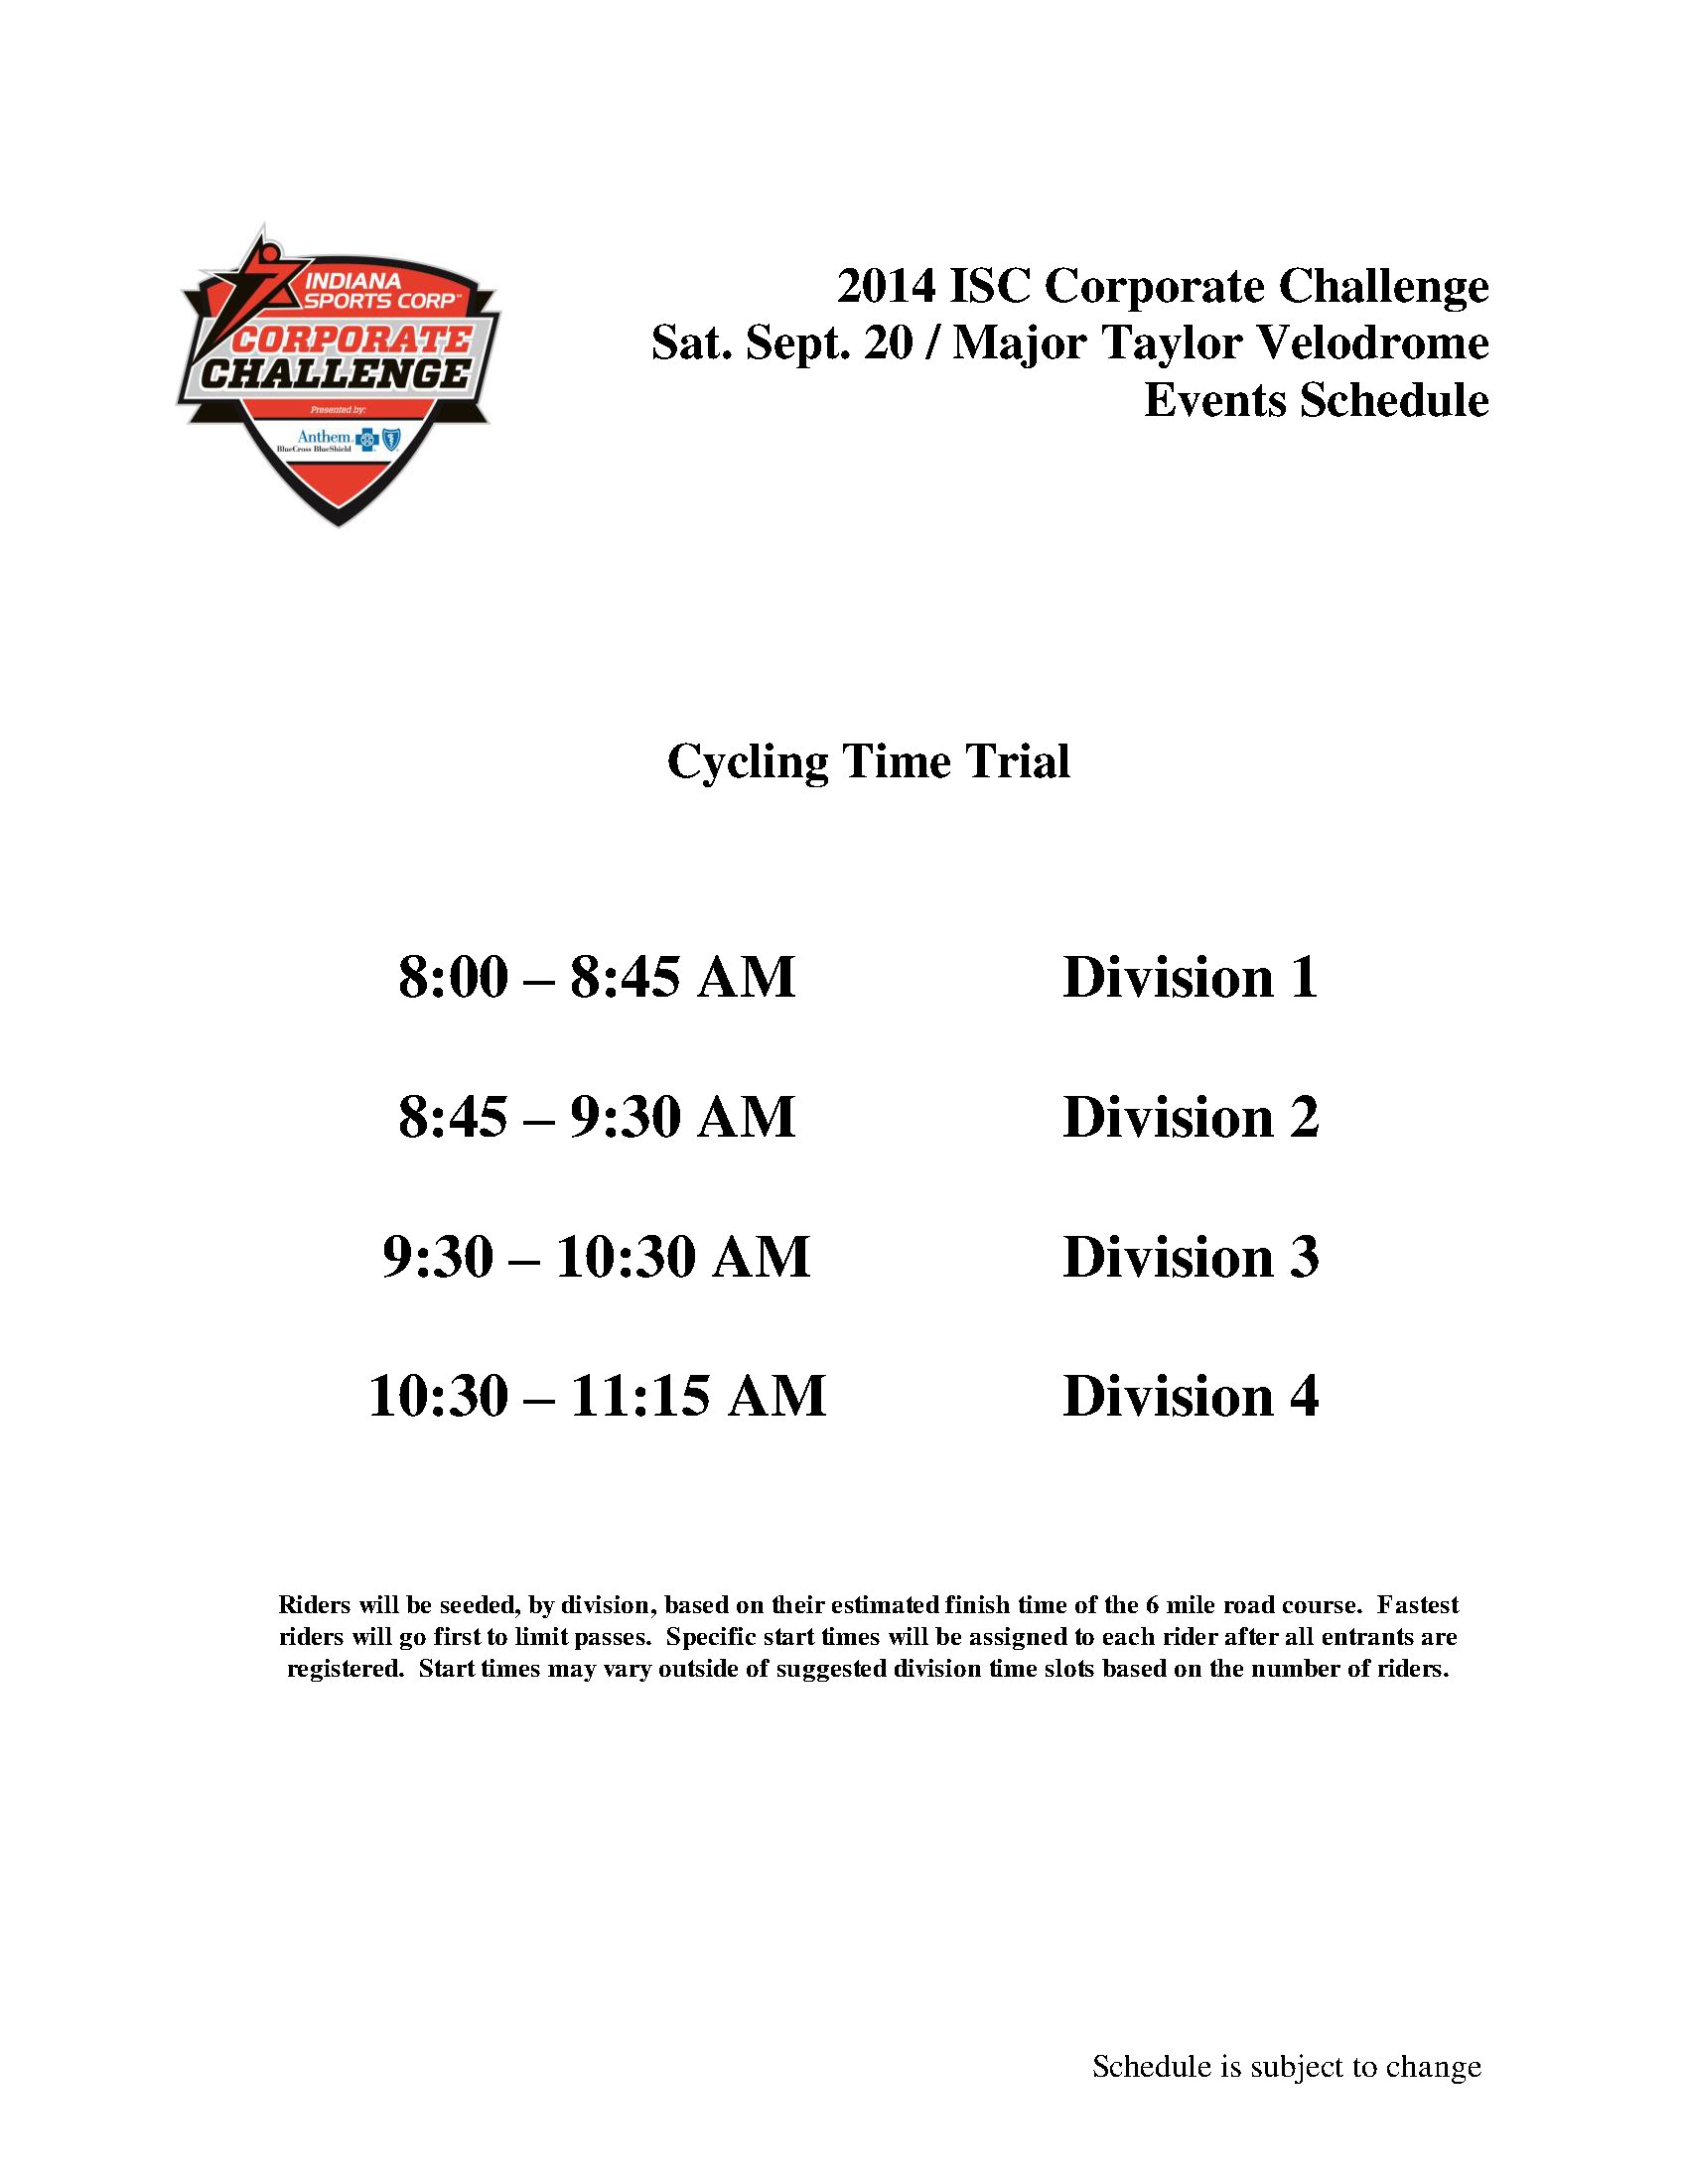 INDIANA
SPORTS CORP™
CORPORATE
CHALLENGE
Presented by:
Anthem.
BlueCross BlueShield
2014 ISC Corporate Challenge
Sat. Sept. 20 / Major Taylor Velodrome
Events Schedule
Cycling Time Trial
8:00 – 8:45 AM Division 1
8:45 – 9:30 AM Division 2
9:30 – 10:30 AM Division 3
10:30 – 11:15 AM Division 4
Riders will be seeded, by division, based on their estimated finish time of the 6 mile road course.  Fastest
riders will go first to limit passes.  Specific start times will be assigned to each rider after all entrants are
registered.  Start times may vary outside of suggested division time slots based on the number of riders.
Schedule is subject to change